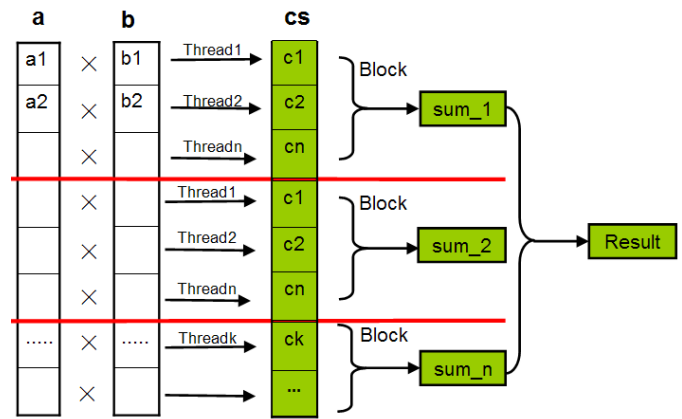 a b cs
a1 × b1 Thread1 c1
Block
a2 × b2 Thread2 c2
sum_1
× Threadn cn
× Thread1 c1
Block
× Thread2 c2
sum_2 Result
× Threadn cn
..... × ..... Threadk ck
Block
sum_n
× ...